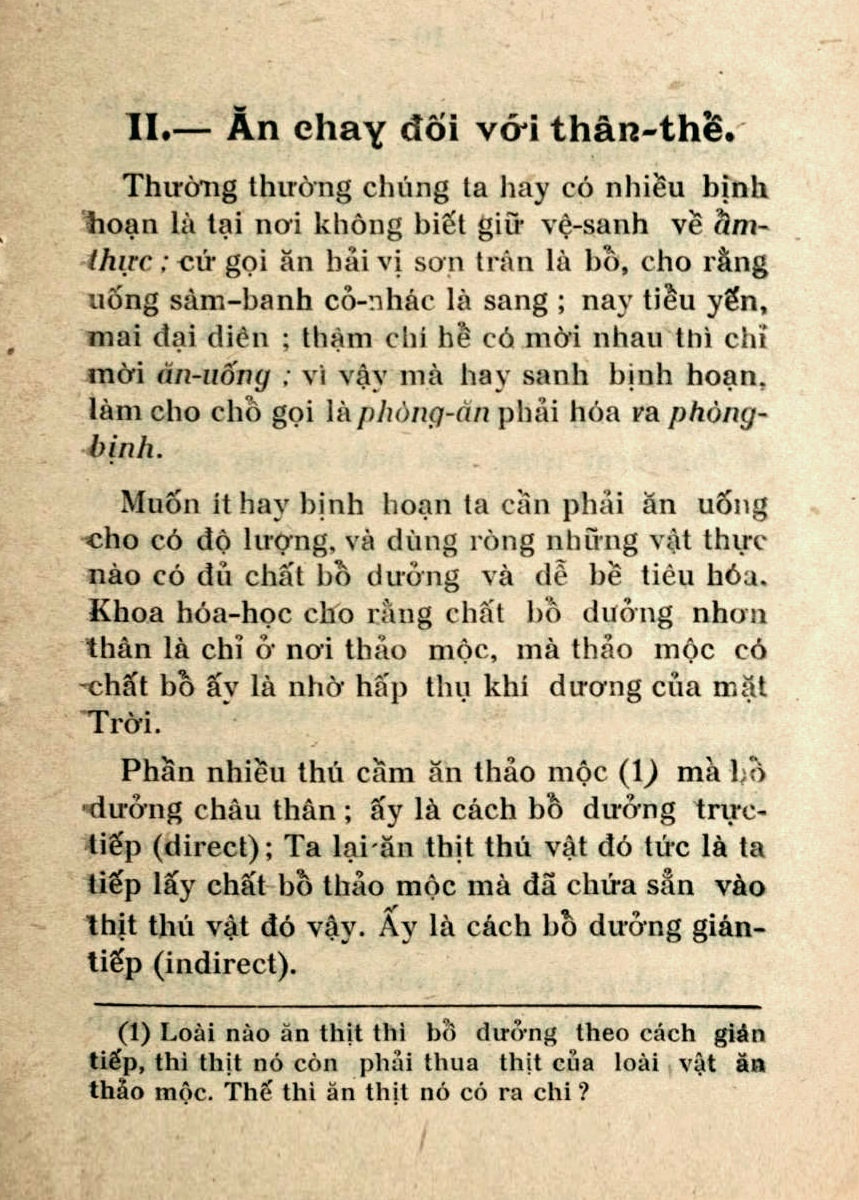 II.— Ăn chay đối với thân-thể.
Thường thường chúng ta hay có nhiều bịnh
hoạn là tại nơi không biết giữ vệ-sanh về ẩm-
thực ; cứ gọi ăn hải vị sơn trân là bổ, cho rằng
uống sâm-banh cỏ-nhác là sang ; nay tiểu yến,
mai đại diên ; thậm chí hể có mời nhau thì chỉ
mời ăn-uống ; vì vậy mà hay sanh bịnh hoạn,
làm cho chổ gọi là phòng-ăn phải hóa ra phòng-
bịnh.
Muốn ít hay bịnh hoạn ta cần phải ăn uống
cho có độ lượng, và dùng ròng những vật thực
nào có đủ chất bổ dưởng và dễ bề tiêu hóa.
Khoa hóa-học cho rằng chất bổ dưởng nhơn
thân là chỉ ở nơi thảo mộc, mà thảo mộc có
chất bổ ấy là nhờ hấp thụ khí dương của mặt
Trời.
Phần nhiều thú cầm ăn thảo mộc (1) mà bổ
dưởng châu thân ; ấy là cách bổ dưởng trực-
tiếp (direct) ; Ta lại ăn thịt thú vật đó tức là ta
tiếp lấy chất bổ thảo mộc mà đã chứa sẵn vào
thịt thú vật đó vậy. Ấy là cách bổ dưởng gián-
tiếp (indirect).
(1) Loài nào ăn thịt thì bổ dưởng theo cách gián
tiếp, thì thịt nó còn phải thua thịt của loài vật ăn
thảo mộc. Thế thì ăn thịt nó có ra chi ?